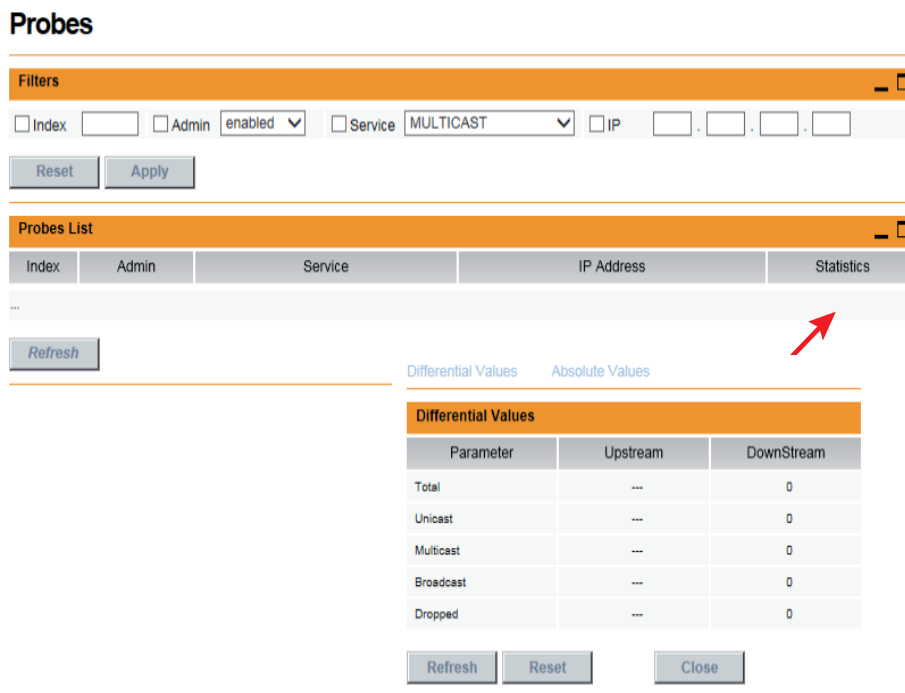 Probes
Filters
Index Admin enabled Service MULTICAST IP . . .
Reset Apply
Probes List
Index Admin Service IP Address Statistics
...
Refresh
Differential Values Absolute Values
Differential Values
Parameter Upstream DownStream
Total --- 0
Unicast --- 0
Multicast --- 0
Broadcast --- 0
Dropped --- 0
Refresh Reset Close